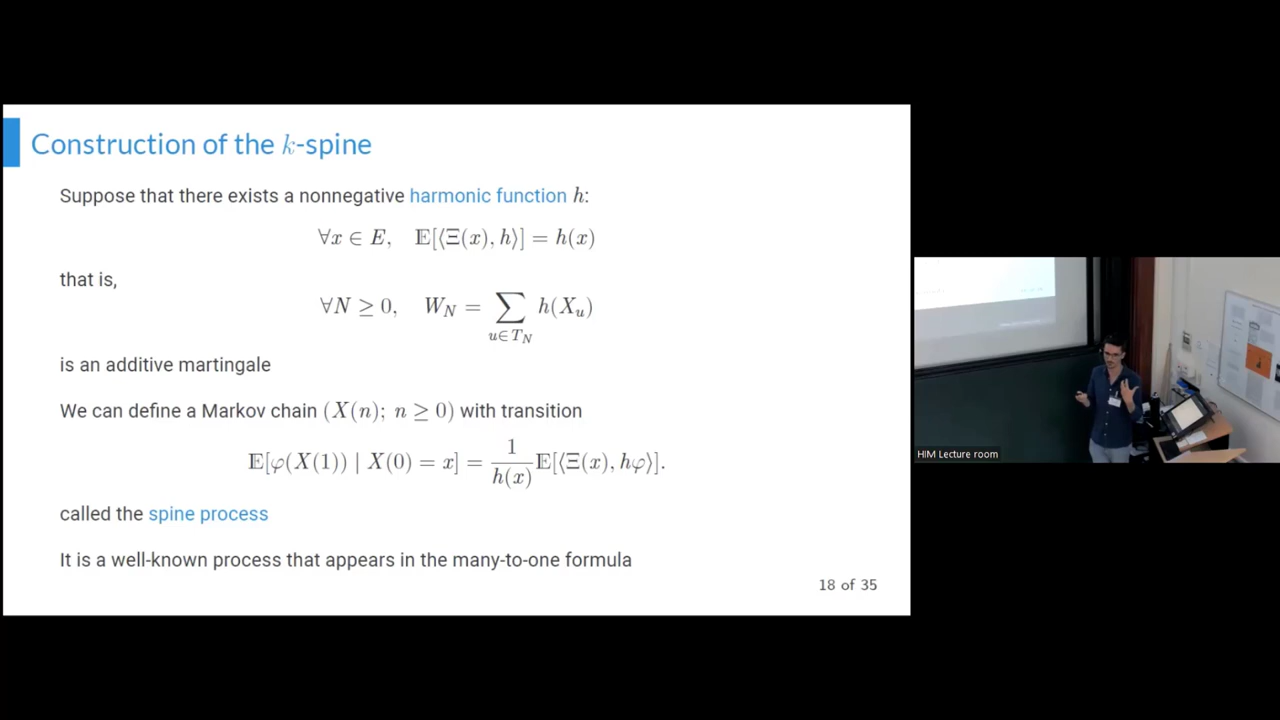 Construction of the k-spine
Suppose that there exists a nonnegative harmonic function h:
∀x ∈ E, 𝔼[⟨Ξ(x), h⟩] = h(x)
that is,
∀N ≥ 0, W_N = ∑_{u∈T_N} h(X_u)
is an additive martingale
We can define a Markov chain (X(n); n ≥ 0) with transition
𝔼[φ(X(1)) | X(0) = x] = \frac{1}{h(x)} 𝔼[⟨Ξ(x), hφ⟩].
called the spine process
It is a well-known process that appears in the many-to-one formula
18 of 35
HIM Lecture room